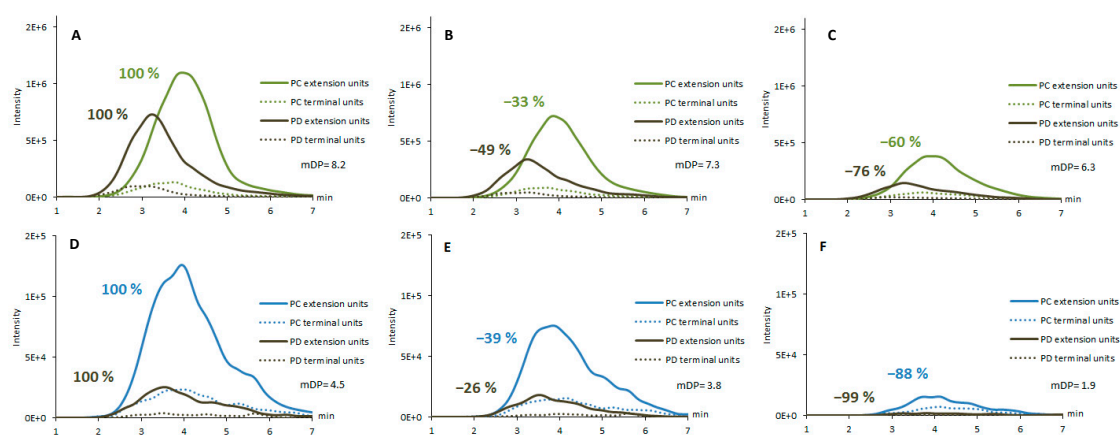 A
2E+6
1E+6
5E+5
0E+0
Intensity
100 %
100 %
PC extension units
PC terminal units
PD extension units
PD terminal units
mDP= 8.2
1 2 3 4 5 6 7
min
B
2E+6
1E+6
5E+5
0E+0
Intensity
−33 %
−49 %
PC extension units
PC terminal units
PD extension units
PD terminal units
mDP= 7.3
1 2 3 4 5 6 7
min
C
2E+6
1E+6
5E+5
0E+0
Intensity
−60 %
−76 %
PC extension units
PC terminal units
PD extension units
PD terminal units
mDP= 6.3
1 2 3 4 5 6 7
min
D
2E+5
1E+5
5E+4
0E+0
Intensity
100 %
100 %
PC extension units
PC terminal units
PD extension units
PD terminal units
mDP= 4.5
1 2 3 4 5 6 7
min
E
2E+5
1E+5
5E+4
0E+0
Intensity
−39 %
−26 %
PC extension units
PC terminal units
PD extension units
PD terminal units
mDP= 3.8
1 2 3 4 5 6 7
min
F
2E+5
1E+5
5E+4
0E+0
Intensity
−88 %
−99 %
PC extension units
PC terminal units
PD extension units
PD terminal units
mDP= 1.9
1 2 3 4 5 6 7
min